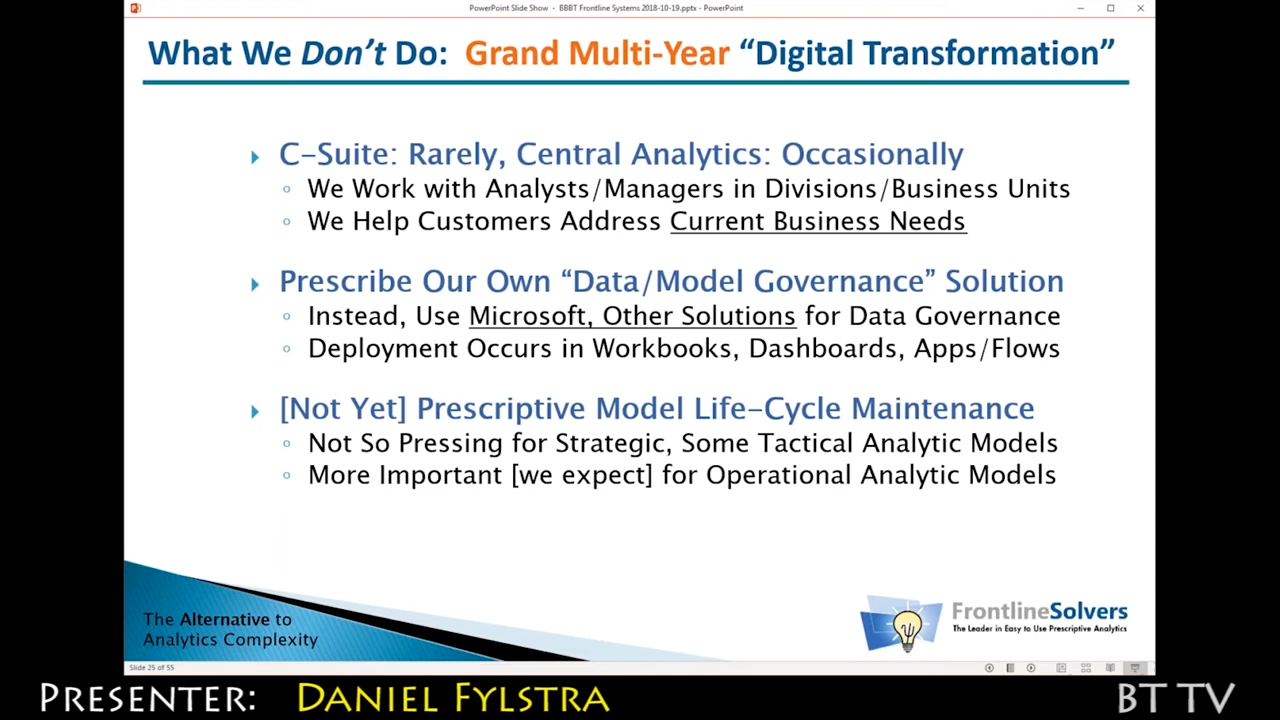 PowerPoint Slide Show - BBBT Frontline Systems 2018-10-19.pptx - PowerPoint
What We Don't Do: Grand Multi-Year “Digital Transformation”
C-Suite: Rarely, Central Analytics: Occasionally
We Work with Analysts/Managers in Divisions/Business Units
We Help Customers Address Current Business Needs
Prescribe Our Own “Data/Model Governance” Solution
Instead, Use Microsoft, Other Solutions for Data Governance
Deployment Occurs in Workbooks, Dashboards, Apps/Flows
[Not Yet] Prescriptive Model Life-Cycle Maintenance
Not So Pressing for Strategic, Some Tactical Analytic Models
More Important [we expect] for Operational Analytic Models
The Alternative to
Analytics Complexity
FrontlineSolvers
The Leader in Easy to Use Prescriptive Analytics
Slide 25 of 55
PRESENTER: DANIEL FYLSTRA
BT TV